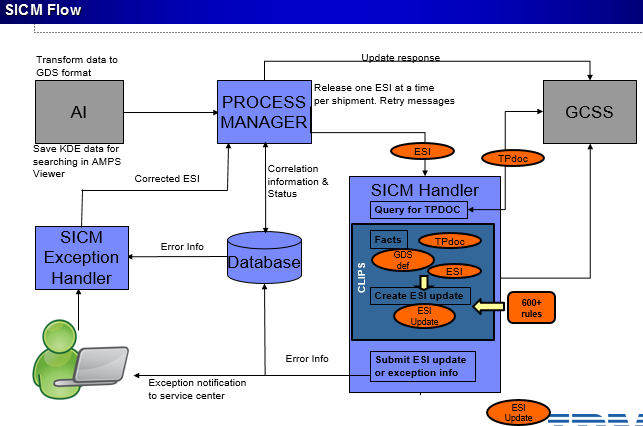 SICM Flow
Transform data to
GDS format
AI
Save KDE data for
searching in AMPS
Viewer
PROCESS
MANAGER
Update response
Release one ESI at a time
per shipment. Retry messages
GCSS
ESI
TPdoc
Corrected ESI
Correlation
information &
Status
SICM Handler
Query for TPDOC
SICM
Exception
Handler
Error Info
Database
CLIPS
Facts
TPdoc
GDS
def
ESI
Create ESI update
ESI
Update
600+
rules
Error Info
Submit ESI update
or exception info
Exception notification
to service center
ESI
Update